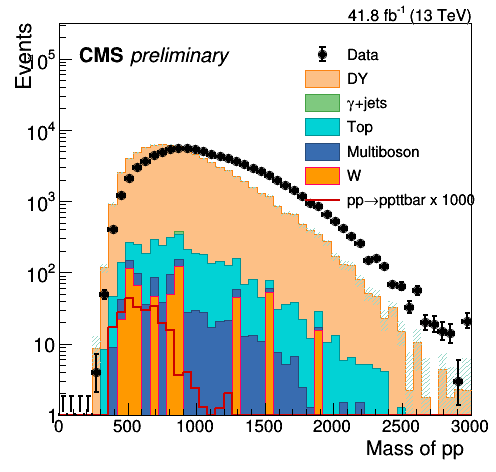 41.8 fb⁻¹ (13 TeV)
Events
CMS preliminary
Data
DY
γ+jets
Top
Multiboson
W
pp→ppttbar x 1000
10⁵
10⁴
10³
10²
10
1
0 500 1000 1500 2000 2500 3000
Mass of pp